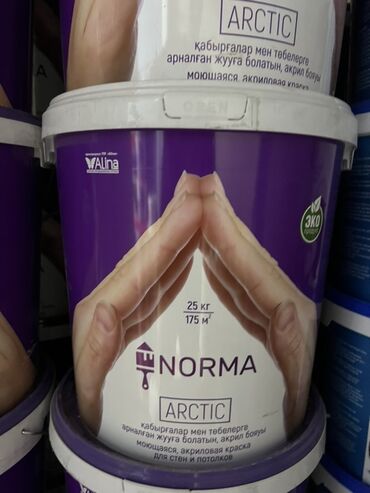 ARCTIC
қабырғалар мен төбелерге
арналған жууға болатын, акрил бояуы
моющаяся, акриловая краска
OPEN
Alina
ЭКО
25 кг
175 м²
NORMA
ARCTIC
қабырғалар мен төбелерге
арналған жууға болатын, акрил бояуы
моющаяся, акриловая краска
для стен и потолков